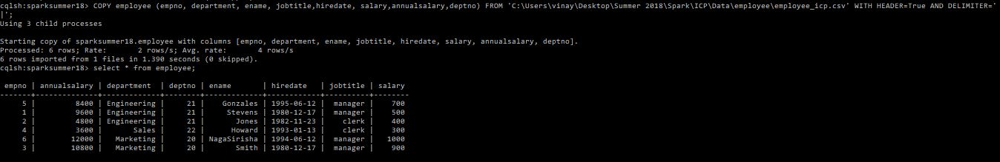 cqlsh:sparksummer18> COPY employee (empno, department, ename, jobtitle,hiredate, salary,annualsalary,deptno) FROM 'C:\Users\vinay\Desktop\Summer 2018\Spark\ICP\Data\employee\employee_icp.csv' WITH HEADER=True AND DELIMITER='
|';
Using 3 child processes
Starting copy of sparksummer18.employee with columns [empno, department, ename, jobtitle, hiredate, salary, annualsalary, deptno].
Processed: 6 rows; Rate:       2 rows/s; Avg. rate:       4 rows/s
6 rows imported from 1 files in 1.390 seconds (0 skipped).
cqlsh:sparksummer18> select * from employee;
 empno | annualsalary | department  | deptno | ename       | hiredate   | jobtitle | salary
-------+--------------+-------------+--------+-------------+------------+----------+--------
     5 |         8400 | Engineering |     21 |    Gonzales | 1995-06-12 |  manager |    700
     1 |         9600 | Engineering |     21 |     Stevens | 1980-12-17 |  manager |    500
     2 |         4800 | Engineering |     21 |       Jones | 1982-11-23 |    clerk |    400
     4 |         3600 |       Sales |     22 |      Howard | 1993-01-13 |    clerk |    300
     6 |        12000 |   Marketing |     20 | NagaSirisha | 1994-06-12 |  manager |   1000
     3 |        10800 |   Marketing |     20 |       Smith | 1980-12-17 |  manager |    900